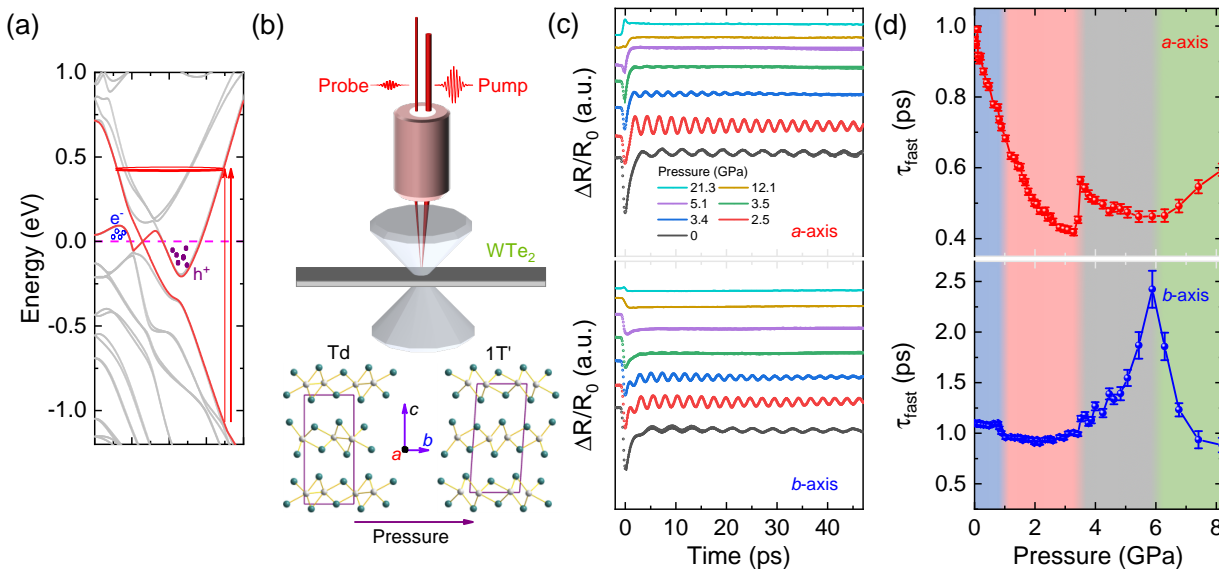 (a)
Energy (eV)
1.0
0.5
0.0
-0.5
-1.0
e-
h+
(b)
Probe
Pump
WTe2
Td
1T'
c
b
a
Pressure
(c)
ΔR/R0 (a.u.)
Pressure (GPa)
21.3 12.1
5.1 3.5
3.4 2.5
0
a-axis
ΔR/R0 (a.u.)
b-axis
0 10 20 30 40
Time (ps)
(d)
τfast (ps)
1.0
0.8
0.6
0.4
a-axis
τfast (ps)
2.5
2.0
1.5
1.0
0.5
b-axis
0 2 4 6 8
Pressure (GPa)